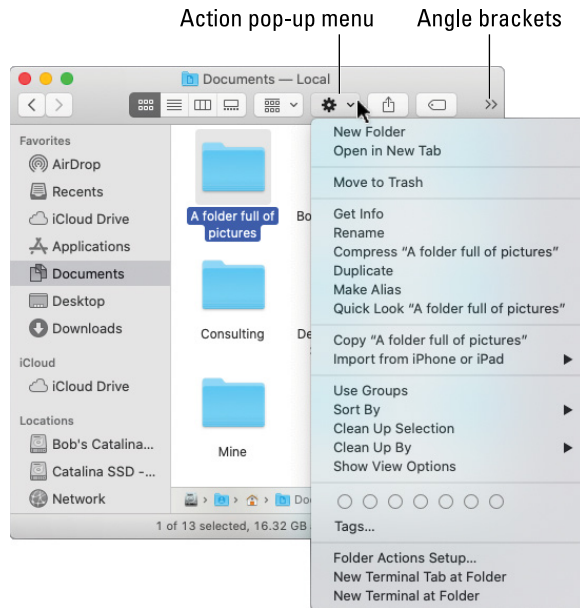 Action pop-up menu Angle brackets
Documents — Local
Favorites
AirDrop
Recents
iCloud Drive
Applications
Documents
Desktop
Downloads
iCloud
iCloud Drive
Locations
Bob's Catalina...
Catalina SSD -...
Network
A folder full of
pictures
Consulting
Mine
1 of 13 selected, 16.32 GB
New Folder
Open in New Tab
Move to Trash
Get Info
Rename
Compress “A folder full of pictures”
Duplicate
Make Alias
Quick Look “A folder full of pictures”
Copy “A folder full of pictures”
Import from iPhone or iPad
Use Groups
Sort By
Clean Up Selection
Clean Up By
Show View Options
Tags...
Folder Actions Setup...
New Terminal Tab at Folder
New Terminal at Folder